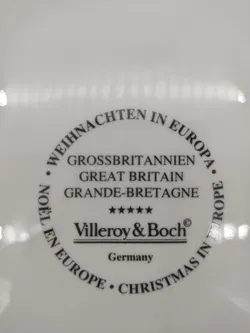 · WEIHNACHTEN IN EUROPA ·
GROSSBRITANNIEN
GREAT BRITAIN
GRANDE-BRETAGNE
★★★★★
Villeroy & Boch©
Germany
NOËL EN EUROPE · CHRISTMAS IN EUROPE